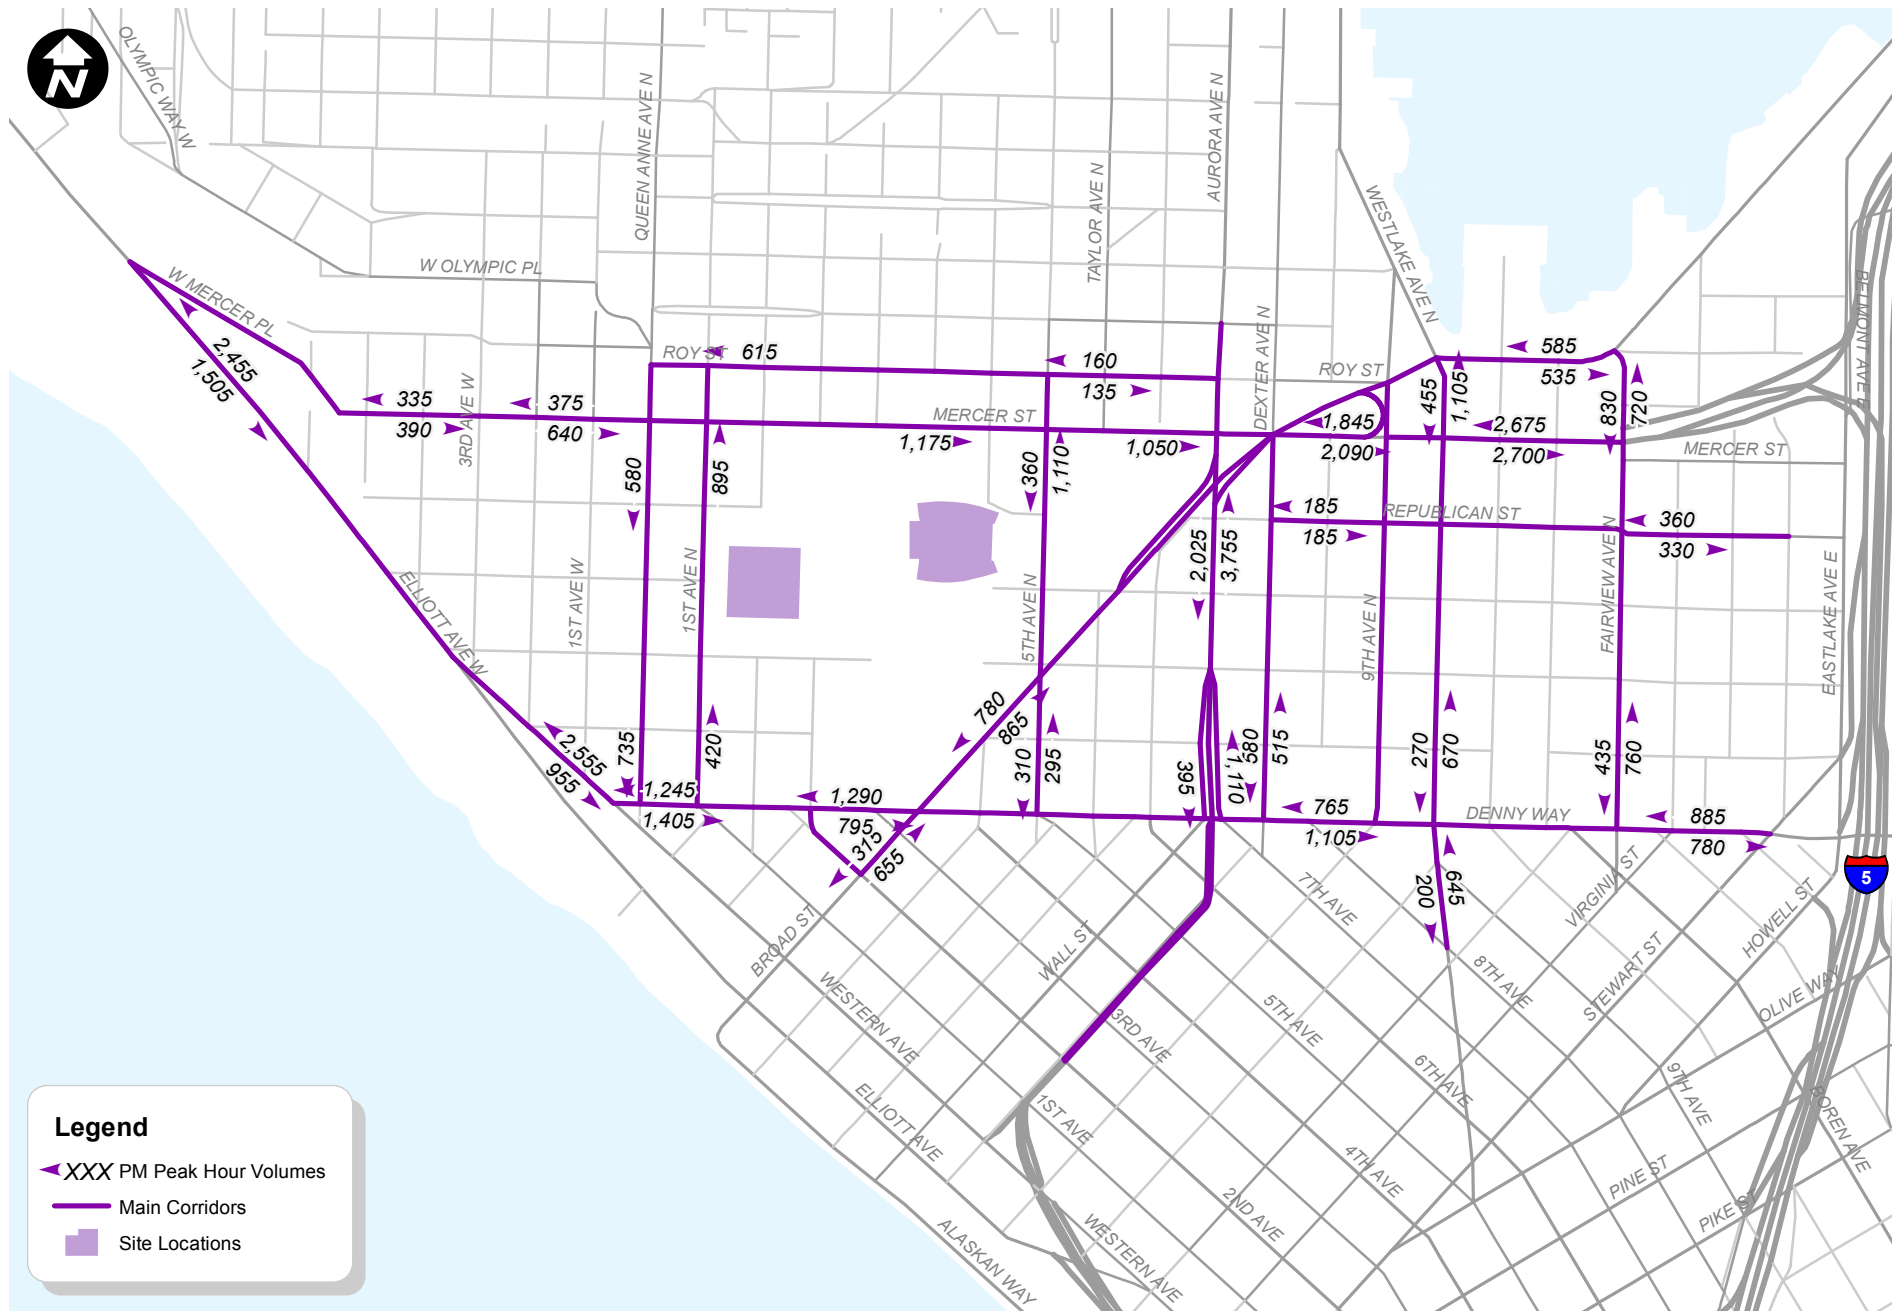 N
OLYMPIC WAY W
QUEEN ANNE AVE N
TAYLOR AVE N
AURORA AVE N
WESTLAKE AVE N
BELMONT AVE E
W OLYMPIC PL
W MERCER PL
DEXTER AVE N
2,455
1,505
ROY ST
615
160
135
ROY ST
585
535
455
1,105
830
720
335
390
3RD AVE W
375
640
MERCER ST
1,175
1,050
1,845
2,090
2,675
2,700
MERCER ST
580
895
360
1,110
2,025
3,755
185
185
REPUBLICAN ST
360
330
ELLIOTT AVE W
1ST AVE W
1ST AVE N
5TH AVE N
9TH AVE N
FAIRVIEW AVE N
EASTLAKE AVE E
2,555
955
735
420
780
865
310
295
395
1,110
580
515
270
670
435
760
1,245
1,405
1,290
795
315
655
765
1,105
DENNY WAY
885
780
200
645
5
BROAD ST
WALL ST
7TH AVE
VIRGINIA ST
HOWELL ST
WESTERN AVE
3RD AVE
5TH AVE
8TH AVE
STEWART ST
OLIVE WAY
ELLIOTT AVE
1ST AVE
6TH AVE
9TH AVE
BOREN AVE
4TH AVE
2ND AVE
PINE ST
PIKE ST
ALASKAN WAY
WESTERN AVE
Legend
XXX PM Peak Hour Volumes
Main Corridors
Site Locations